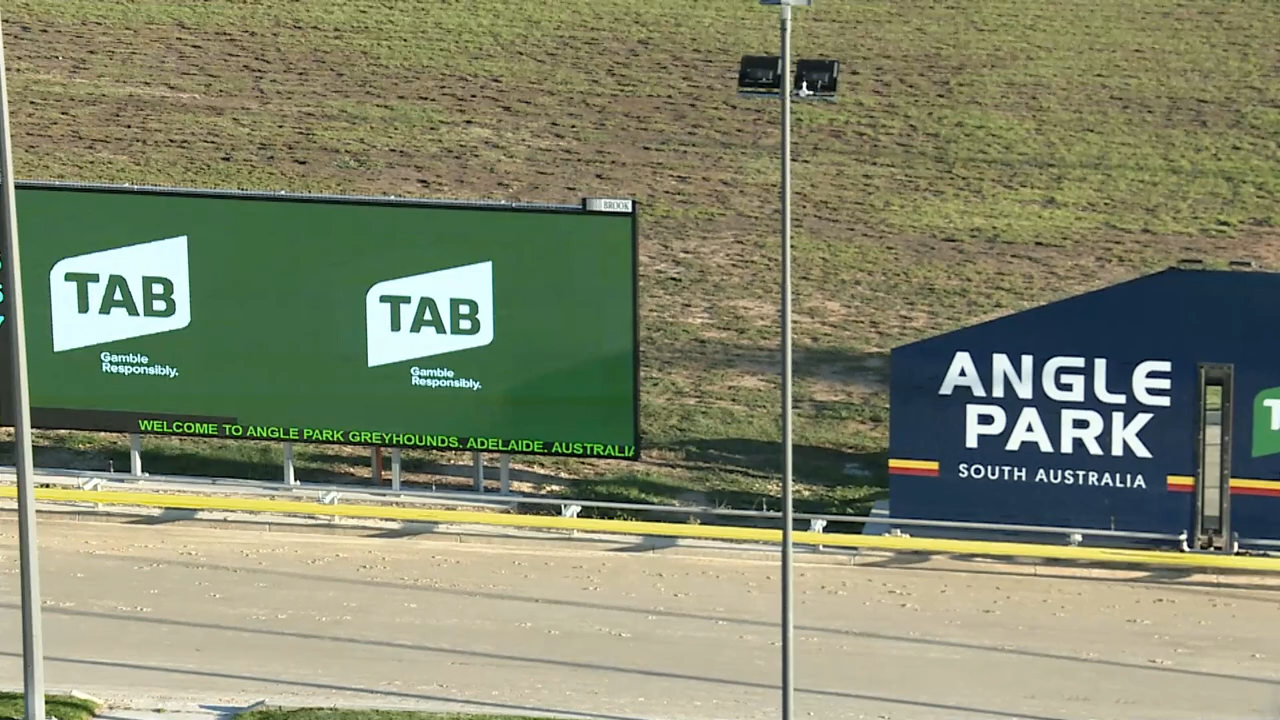 BROOK
TAB
Gamble
Responsibly.
TAB
Gamble
Responsibly.
WELCOME TO ANGLE PARK GREYHOUNDS, ADELAIDE, AUSTRALIA
ANGLE
PARK
SOUTH AUSTRALIA